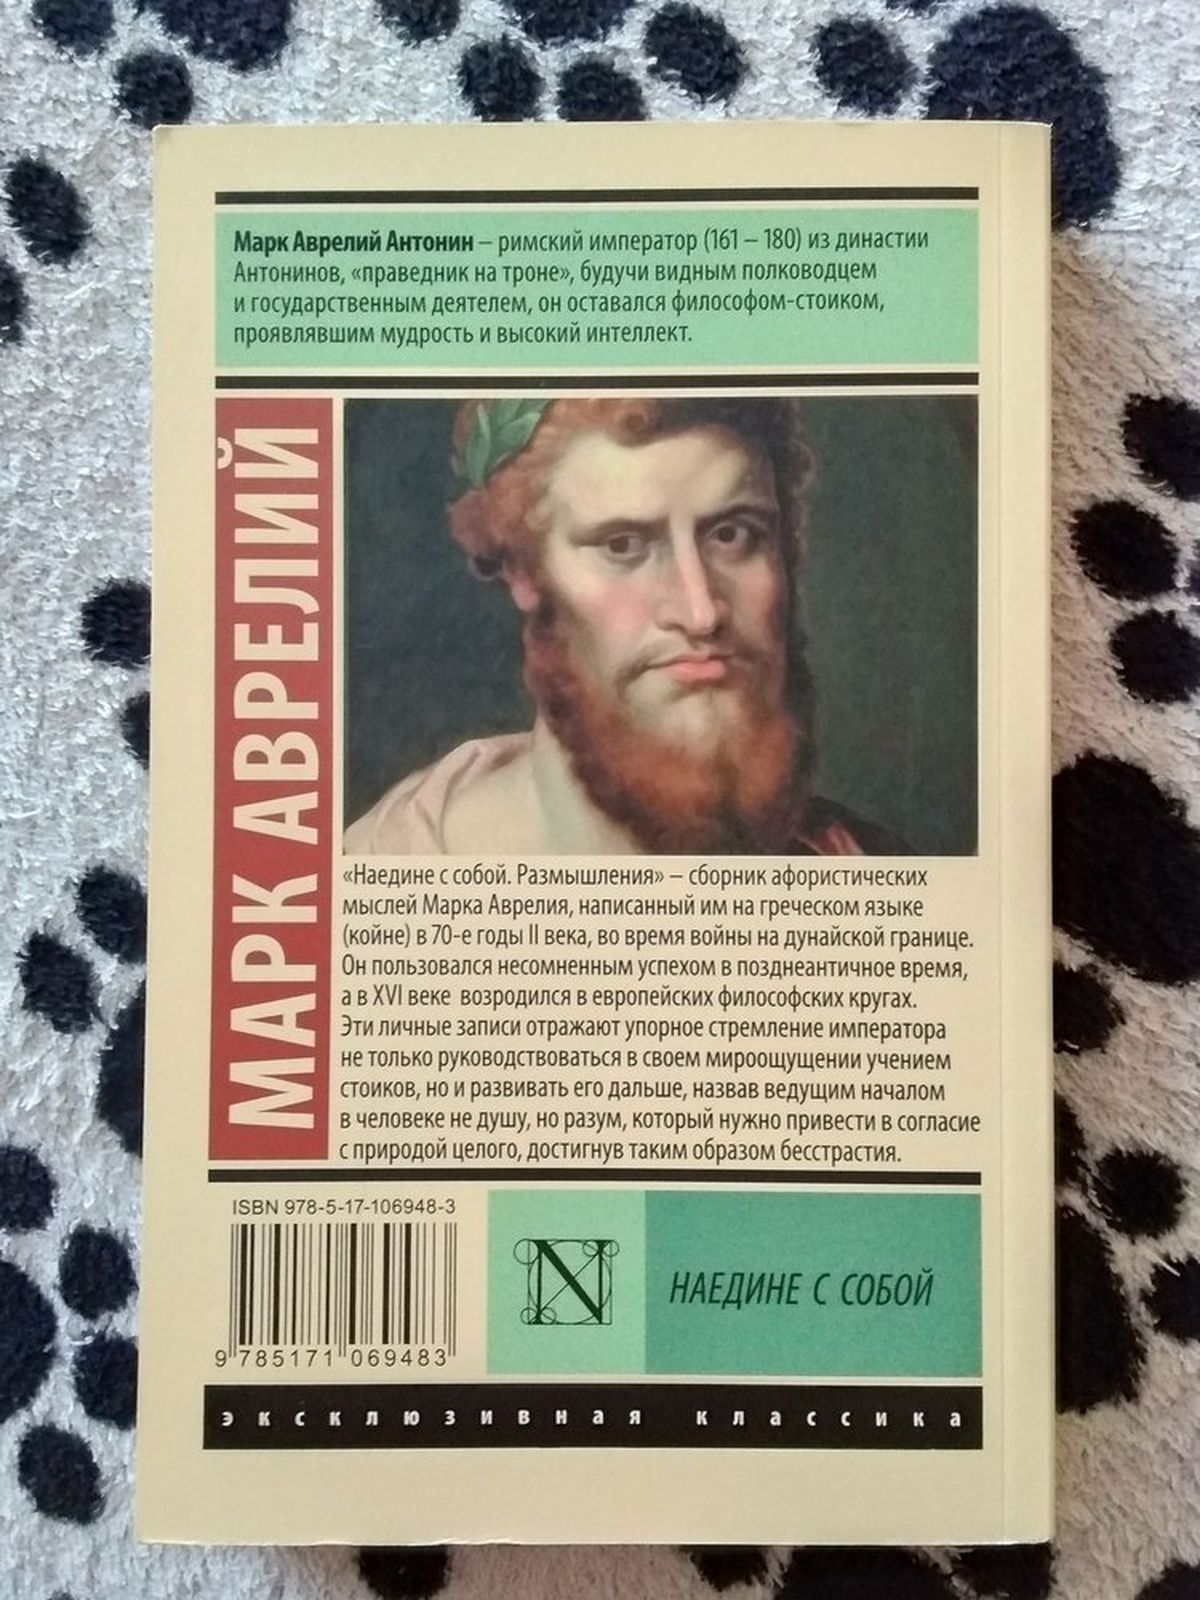 Марк Аврелий Антонин – римский император (161 – 180) из династии
Антонинов, «праведник на троне», будучи видным полководцем
и государственным деятелем, он оставался философом-стоиком,
проявлявшим мудрость и высокий интеллект.
МАРК АВРЕЛИЙ
«Наедине с собой. Размышления» – сборник афористических
мыслей Марка Аврелия, написанный им на греческом языке
(койне) в 70-е годы II века, во время войны на дунайской границе.
Он пользовался несомненным успехом в позднеантичное время,
а в XVI веке возродился в европейских философских кругах.
Эти личные записи отражают упорное стремление императора
не только руководствоваться в своем мироощущении учением
стоиков, но и развивать его дальше, назвав ведущим началом
в человеке не душу, но разум, который нужно привести в согласие
с природой целого, достигнув таким образом бесстрастия.
ISBN 978-5-17-106948-3
9 785171 069483
N
НАЕДИНЕ С СОБОЙ
эксклюзивная классика